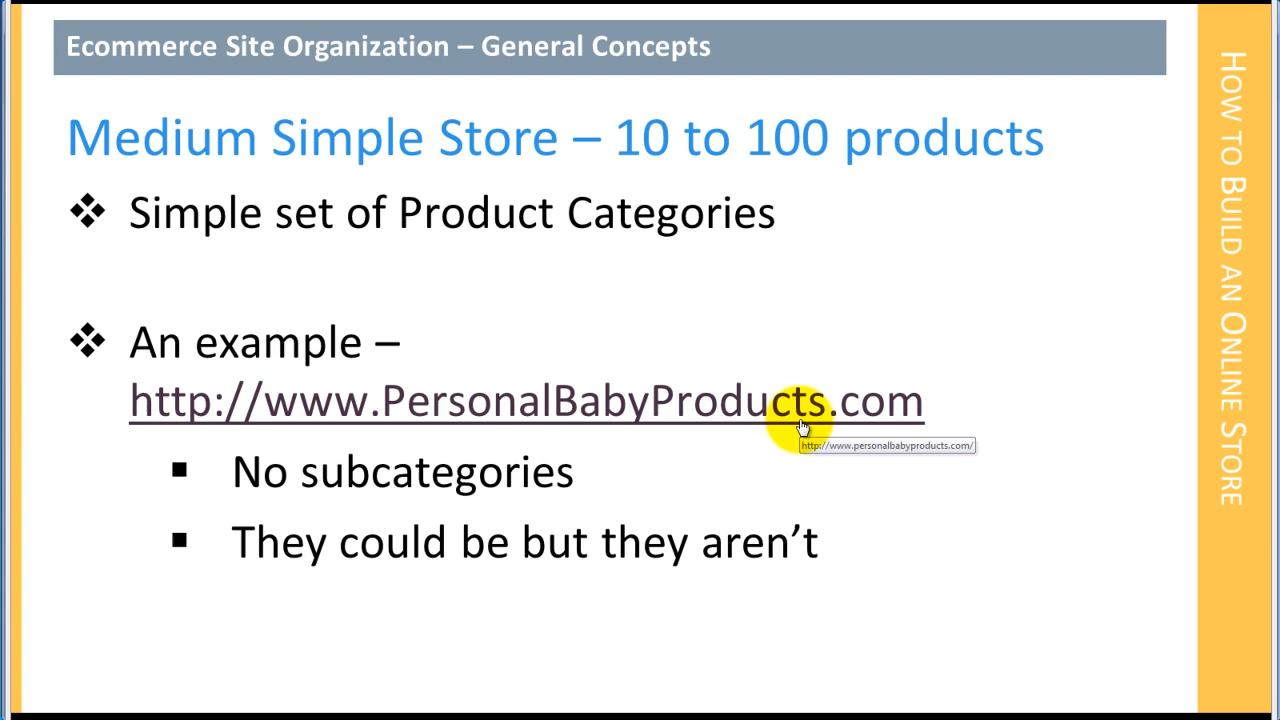 Ecommerce Site Organization – General Concepts
Medium Simple Store – 10 to 100 products
❖ Simple set of Product Categories
❖ An example –
http://www.PersonalBabyProducts.com
http://www.personalbabyproducts.com/
▪ No subcategories
▪ They could be but they aren’t
How to Build an Online Store